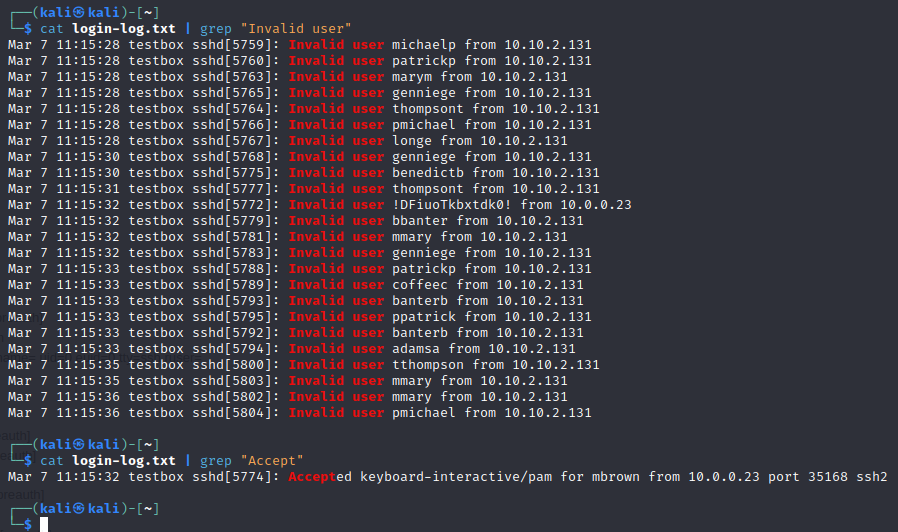 ┌──(kali㉿kali)-[~]
└─$ cat login-log.txt | grep "Invalid user"
Mar 7 11:15:28 testbox sshd[5759]: Invalid user michaelp from 10.10.2.131
Mar 7 11:15:28 testbox sshd[5760]: Invalid user patrickp from 10.10.2.131
Mar 7 11:15:28 testbox sshd[5763]: Invalid user marym from 10.10.2.131
Mar 7 11:15:28 testbox sshd[5765]: Invalid user genniege from 10.10.2.131
Mar 7 11:15:28 testbox sshd[5764]: Invalid user thompsont from 10.10.2.131
Mar 7 11:15:28 testbox sshd[5766]: Invalid user pmichael from 10.10.2.131
Mar 7 11:15:28 testbox sshd[5767]: Invalid user longe from 10.10.2.131
Mar 7 11:15:30 testbox sshd[5768]: Invalid user genniege from 10.10.2.131
Mar 7 11:15:30 testbox sshd[5775]: Invalid user benedictb from 10.10.2.131
Mar 7 11:15:31 testbox sshd[5777]: Invalid user thompsont from 10.10.2.131
Mar 7 11:15:32 testbox sshd[5772]: Invalid user !DFiuoTkbxtdk0! from 10.0.0.23
Mar 7 11:15:32 testbox sshd[5779]: Invalid user bbanter from 10.10.2.131
Mar 7 11:15:32 testbox sshd[5781]: Invalid user mmary from 10.10.2.131
Mar 7 11:15:32 testbox sshd[5783]: Invalid user genniege from 10.10.2.131
Mar 7 11:15:33 testbox sshd[5788]: Invalid user patrickp from 10.10.2.131
Mar 7 11:15:33 testbox sshd[5789]: Invalid user coffeec from 10.10.2.131
Mar 7 11:15:33 testbox sshd[5793]: Invalid user banterb from 10.10.2.131
Mar 7 11:15:33 testbox sshd[5795]: Invalid user ppatrick from 10.10.2.131
Mar 7 11:15:33 testbox sshd[5792]: Invalid user banterb from 10.10.2.131
Mar 7 11:15:33 testbox sshd[5794]: Invalid user adamsa from 10.10.2.131
Mar 7 11:15:35 testbox sshd[5800]: Invalid user tthompson from 10.10.2.131
Mar 7 11:15:35 testbox sshd[5803]: Invalid user mmary from 10.10.2.131
Mar 7 11:15:36 testbox sshd[5802]: Invalid user mmary from 10.10.2.131
Mar 7 11:15:36 testbox sshd[5804]: Invalid user pmichael from 10.10.2.131
┌──(kali㉿kali)-[~]
└─$ cat login-log.txt | grep "Accept"
Mar 7 11:15:32 testbox sshd[5774]: Accepted keyboard-interactive/pam for mbrown from 10.0.0.23 port 35168 ssh2
┌──(kali㉿kali)-[~]
└─$